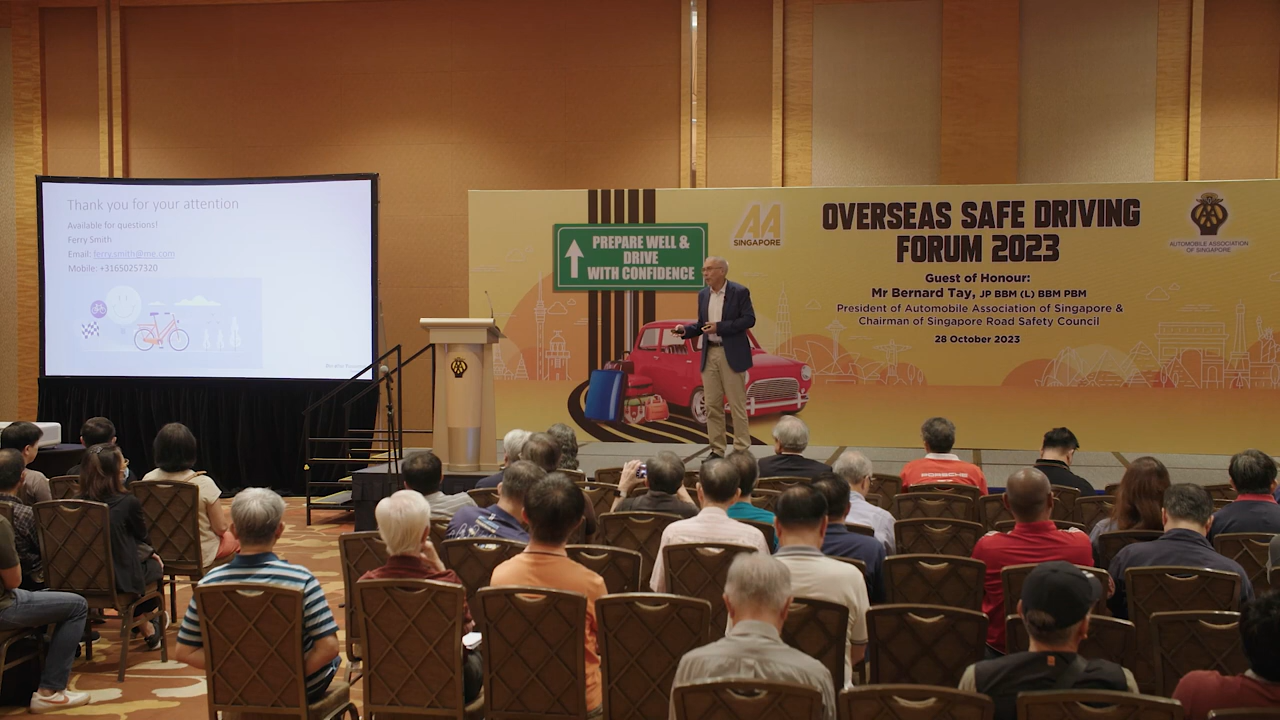 Thank you for your attention
Available for questions!
Ferry Smith
Email: ferry.smith@me.com
Mobile: +31650257320
PREPARE WELL &
DRIVE
WITH CONFIDENCE
AA
SINGAPORE
OVERSEAS SAFE DRIVING
FORUM 2023
Guest of Honour:
Mr Bernard Tay, JP BBM (L) BBM PBM
President of Automobile Association of Singapore &
Chairman of Singapore Road Safety Council
28 October 2023
AA
AUTOMOBILE ASSOCIATION
OF SINGAPORE
PORSCHE